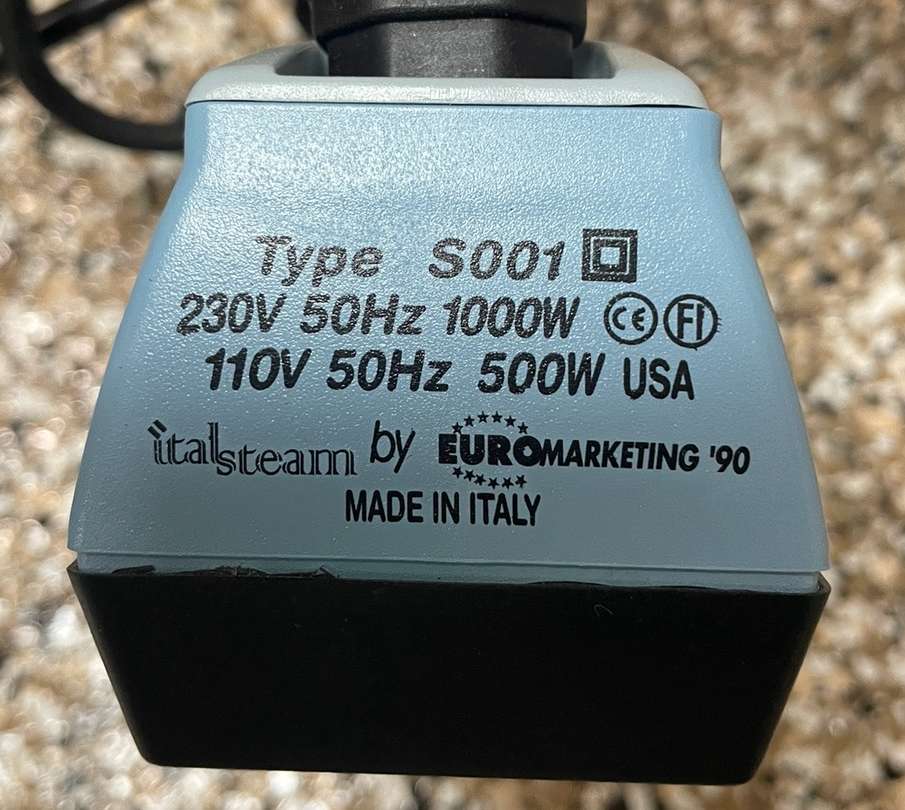 Type S001
230V 50Hz 1000W CE FI
110V 50Hz 500W USA
italsteam by EUROMARKETING '90
MADE IN ITALY